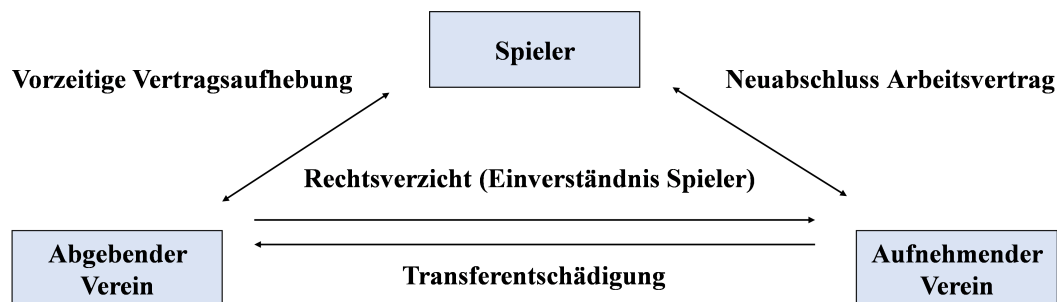 Spieler
Vorzeitige Vertragsaufhebung
Neuabschluss Arbeitsvertrag
Rechtsverzicht (Einverständnis Spieler)
Abgebender
Verein
Transferentschädigung
Aufnehmender
Verein